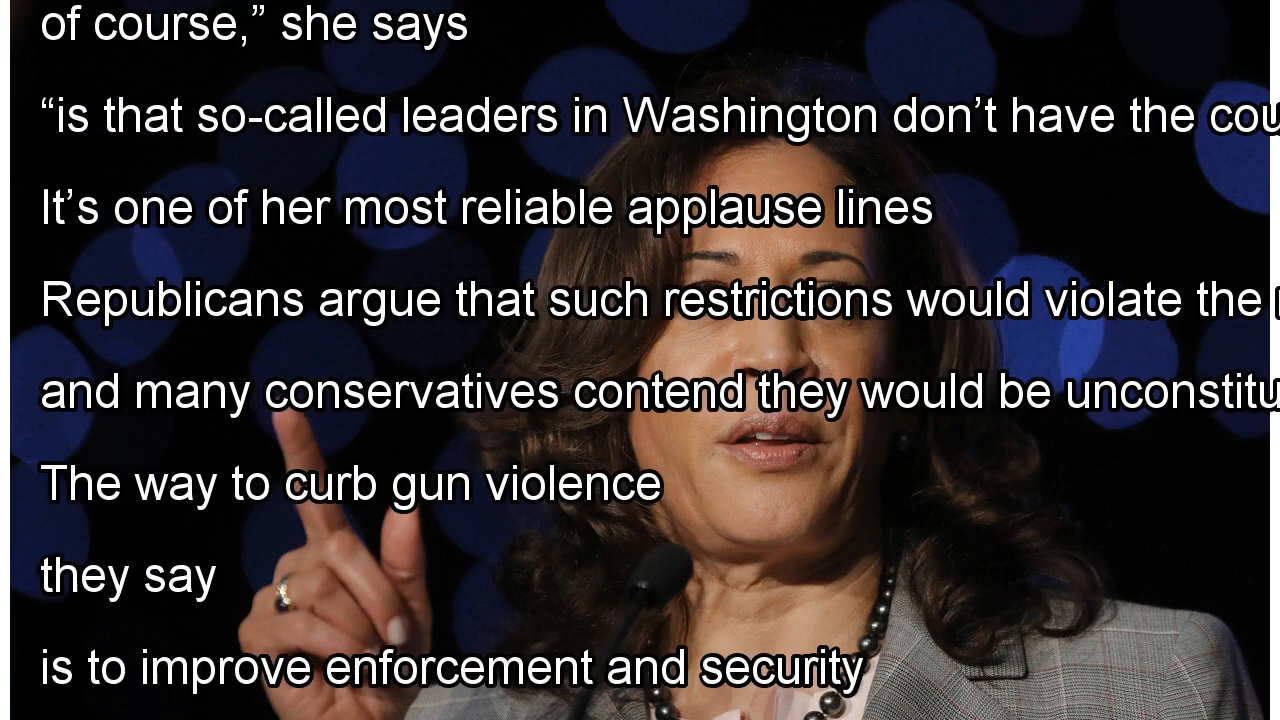 of course,” she says
“is that so-called leaders in Washington don’t have the
It’s one of her most reliable applause lines
Republicans argue that such restrictions would violate the
and many conservatives contend they would be
The way to curb gun violence
they say
is to improve enforcement and security